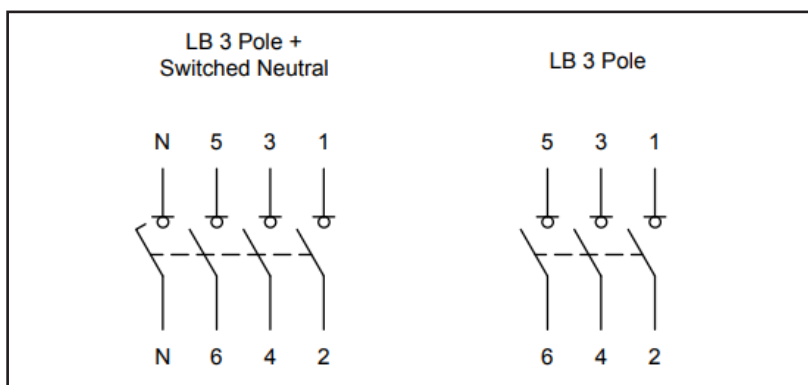 LB 3 Pole +
Switched Neutral
N 5 3 1
N 6 4 2
LB 3 Pole
5 3 1
6 4 2